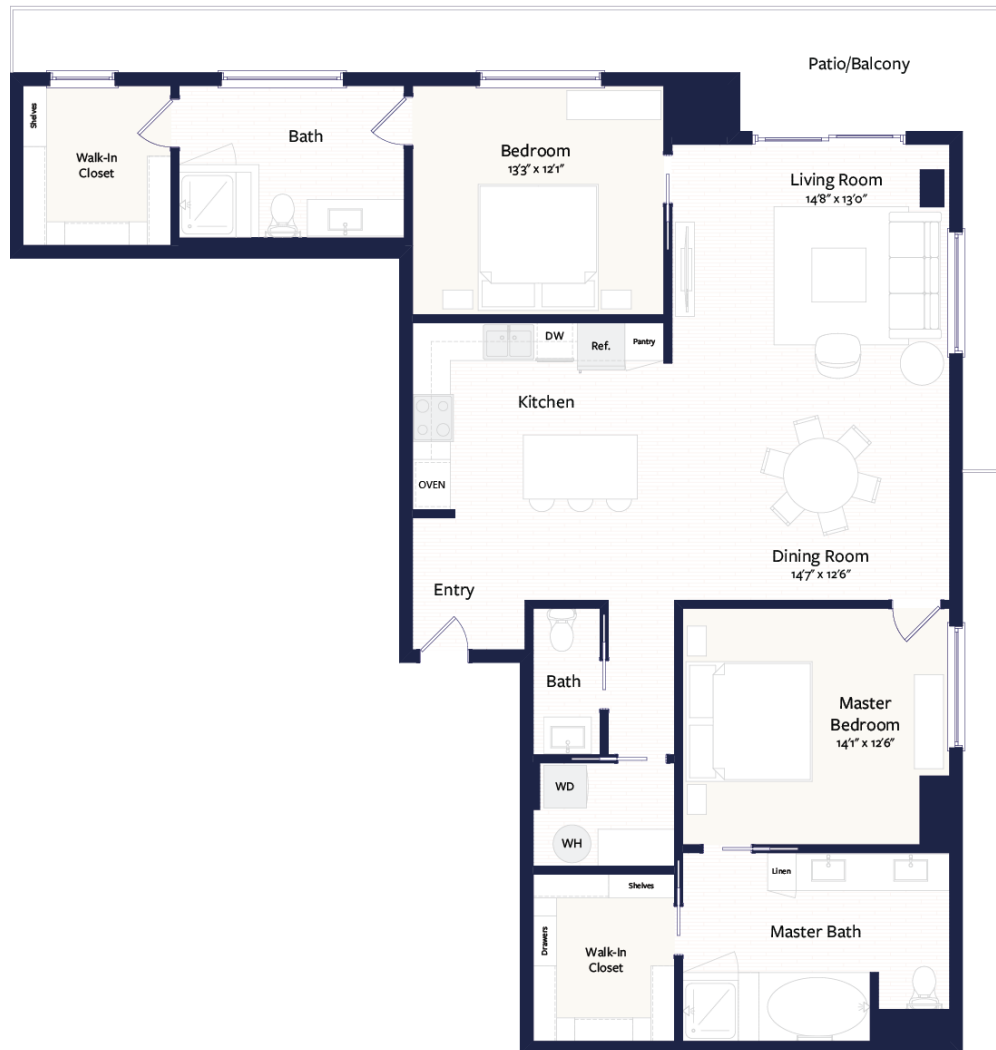 Patio/Balcony
Shelves
Walk-In
Closet
Bath
Bedroom
13'3" x 12'1"
Living Room
14'8" x 13'0"
DW
Ref.
Pantry
Kitchen
OVEN
Dining Room
14'7" x 12'6"
Entry
Bath
Master
Bedroom
14'1" x 12'6"
WD
WH
Linen
Shelves
Drawers
Walk-In
Closet
Master Bath